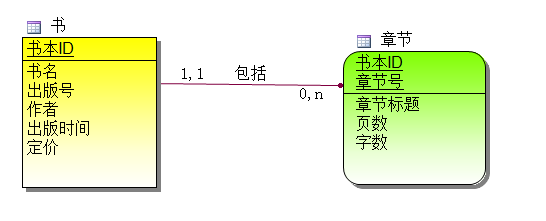 书
书本ID
书名
出版号
作者
出版时间
定价
1,1
包括
0,n
章节
书本ID
章节号
章节标题
页数
字数